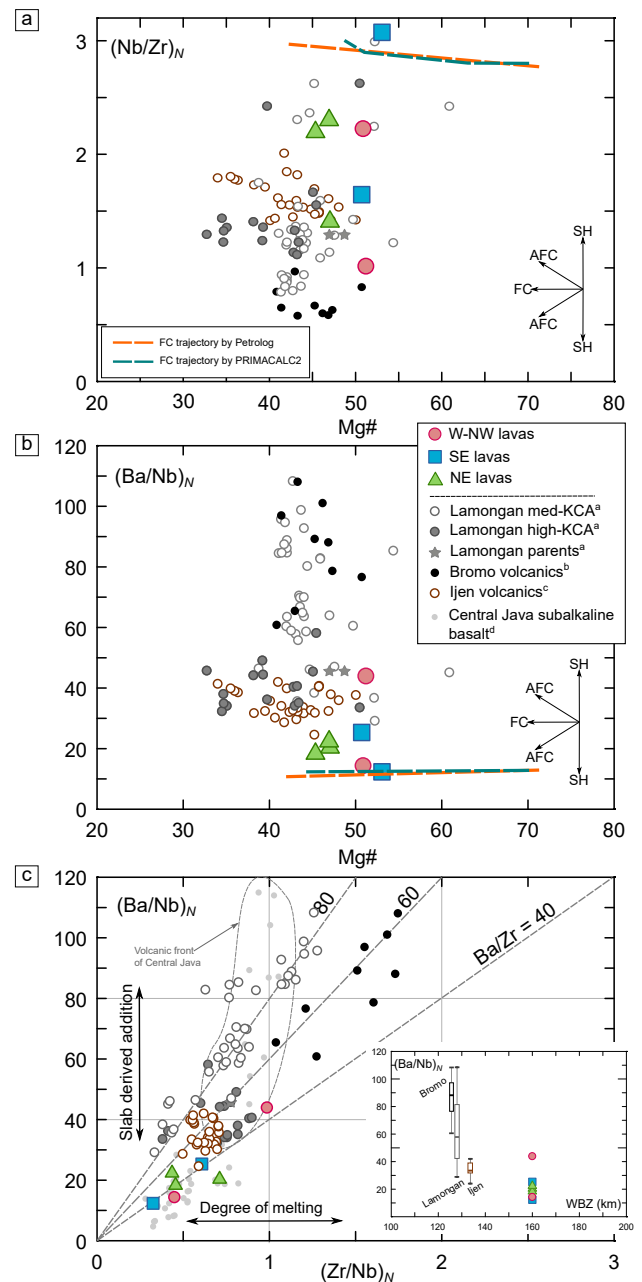 a
(Nb/Zr)N
3
2
1
0
SH
AFC
FC
AFC
SH
FC trajectory by Petrolog
FC trajectory by PRIMACALC2
20 30 40 50 60 70 80
Mg#
b
(Ba/Nb)N
120
100
80
60
40
20
0
W-NW lavas
SE lavas
NE lavas
Lamongan med-KCAa
Lamongan high-KCAa
Lamongan parentsa
Bromo volcanicsb
Ijen volcanicsc
Central Java subalkaline
basaltd
SH
AFC
FC
AFC
SH
20 30 40 50 60 70 80
Mg#
c
(Ba/Nb)N
120
100
80
60
40
20
0
80
60
Ba/Zr = 40
Volcanic front
of Central Java
Slab derived addition
Degree of melting
(Ba/Nb)N
120
100
80
60
40
20
Bromo
Lamongan
Ijen
WBZ (km)
100 120 140 160 180 200
0 1 2 3
(Zr/Nb)N